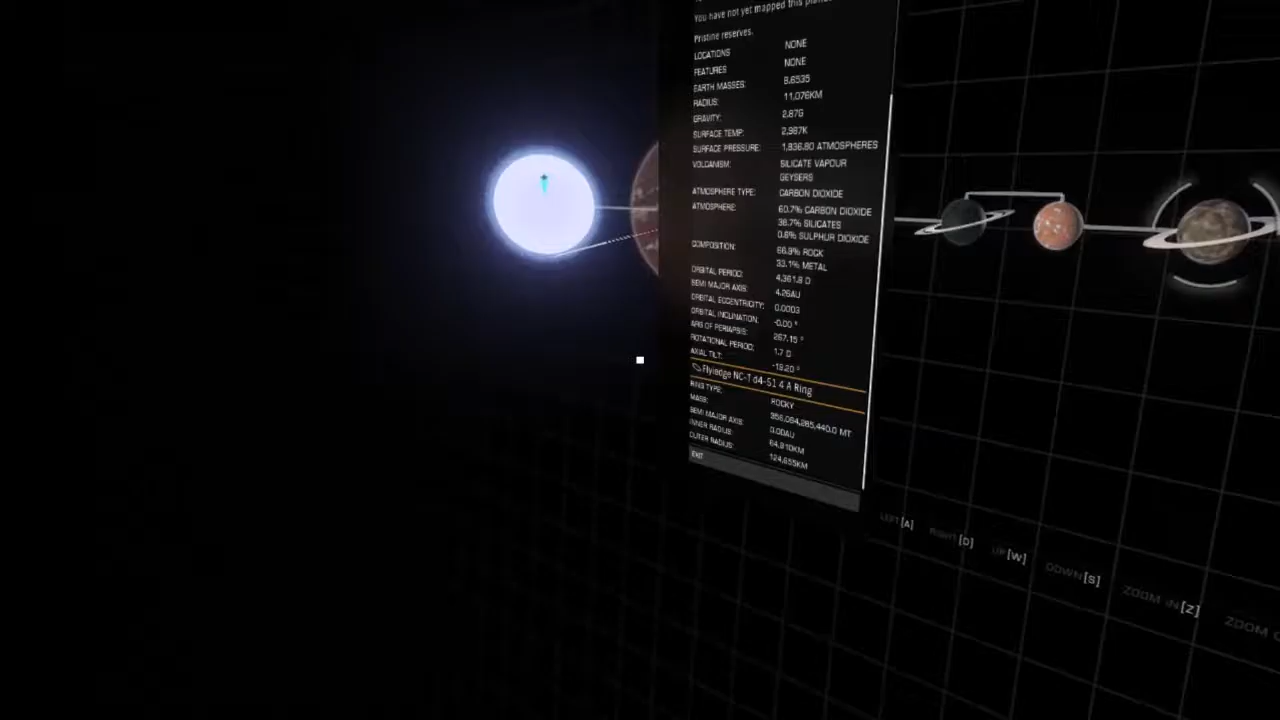 You have not yet mapped this
Pristine reserves.
LOCATIONS NONE
FEATURES NONE
EARTH MASSES: 8.6535
RADIUS: 11,076KM
GRAVITY: 2.87G
SURFACE TEMP: 2,987K
SURFACE PRESSURE: 1,836.80 ATMOSPHERES
VOLCANISM: SILICATE VAPOUR
GEYSERS
ATMOSPHERE TYPE: CARBON DIOXIDE
ATMOSPHERE: 60.7% CARBON DIOXIDE
38.7% SILICATES
0.6% SULPHUR DIOXIDE
COMPOSITION: 66.9% ROCK
33.1% METAL
ORBITAL PERIOD: 4,361.8 D
SEMI MAJOR AXIS: 4.26AU
ORBITAL ECCENTRICITY: 0.0003
ORBITAL INCLINATION: -0.00 °
ARG OF PERIAPSIS: 267.15 °
ROTATIONAL PERIOD: 1.7 D
AXIAL TILT: -19.20 °
Flyiedge NC-T d4-51 4 A Ring
RING TYPE: ROCKY
MASS: 356,094,285,440.0 MT
SEMI MAJOR AXIS: 0.00AU
INNER RADIUS: 64,910KM
OUTER RADIUS: 124,655KM
EXIT
LEFT[A] RIGHT[D] UP[W] DOWN[S] ZOOM IN[Z] ZOOM